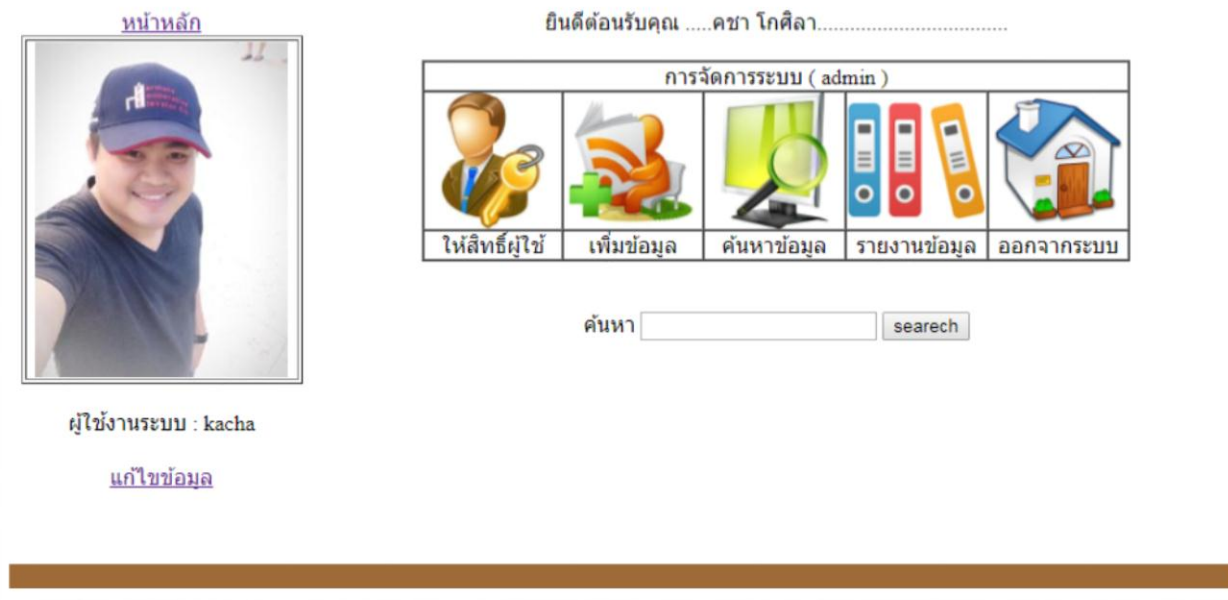 หน้าหลัก
ยินดีต้อนรับคุณ .....คชา โกศิลา...................................
การจัดการระบบ ( admin )
ให้สิทธิ์ผู้ใช้ เพิ่มข้อมูล ค้นหาข้อมูล รายงานข้อมูล ออกจากระบบ
ค้นหา searech
ผู้ใช้งานระบบ : kacha
แก้ไขข้อมูล